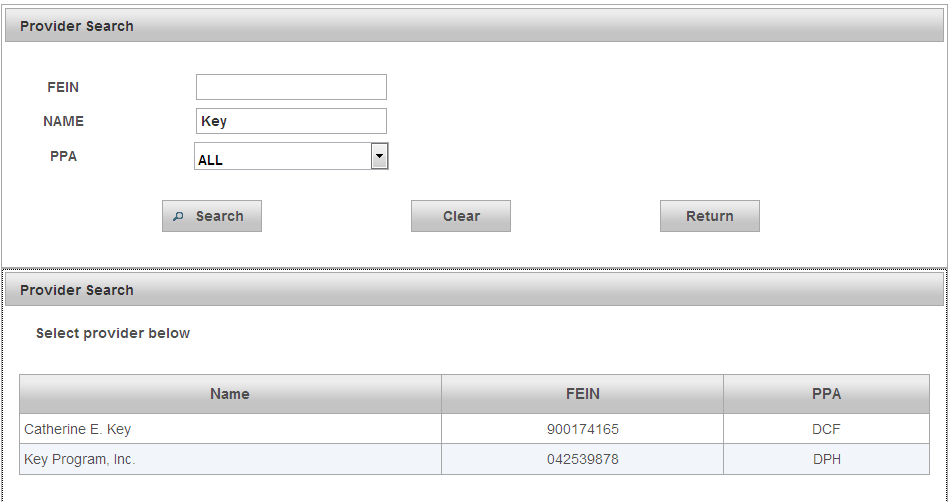 Provider Search
FEIN
NAME Key
PPA ALL
Search Clear Return
Provider Search
Select provider below
Name FEIN PPA
Catherine E. Key 900174165 DCF
Key Program, Inc. 042539878 DPH